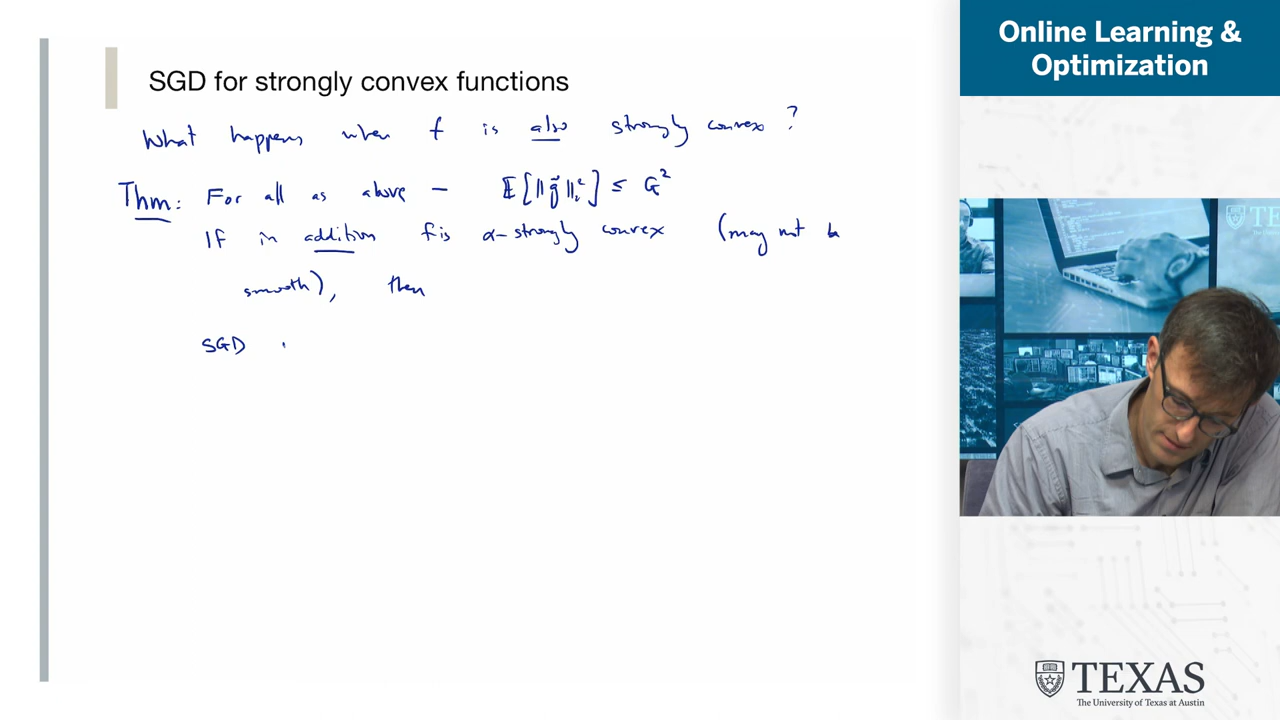 SGD for strongly convex functions
What happens when f is also strongly convex?
Thm: For all as above – E[‖g̃‖₂²] ≤ G²
If in addition f is α-strongly convex (may not be
smooth), then
SGD
Online Learning &
Optimization
TEXAS
The University of Texas at Austin